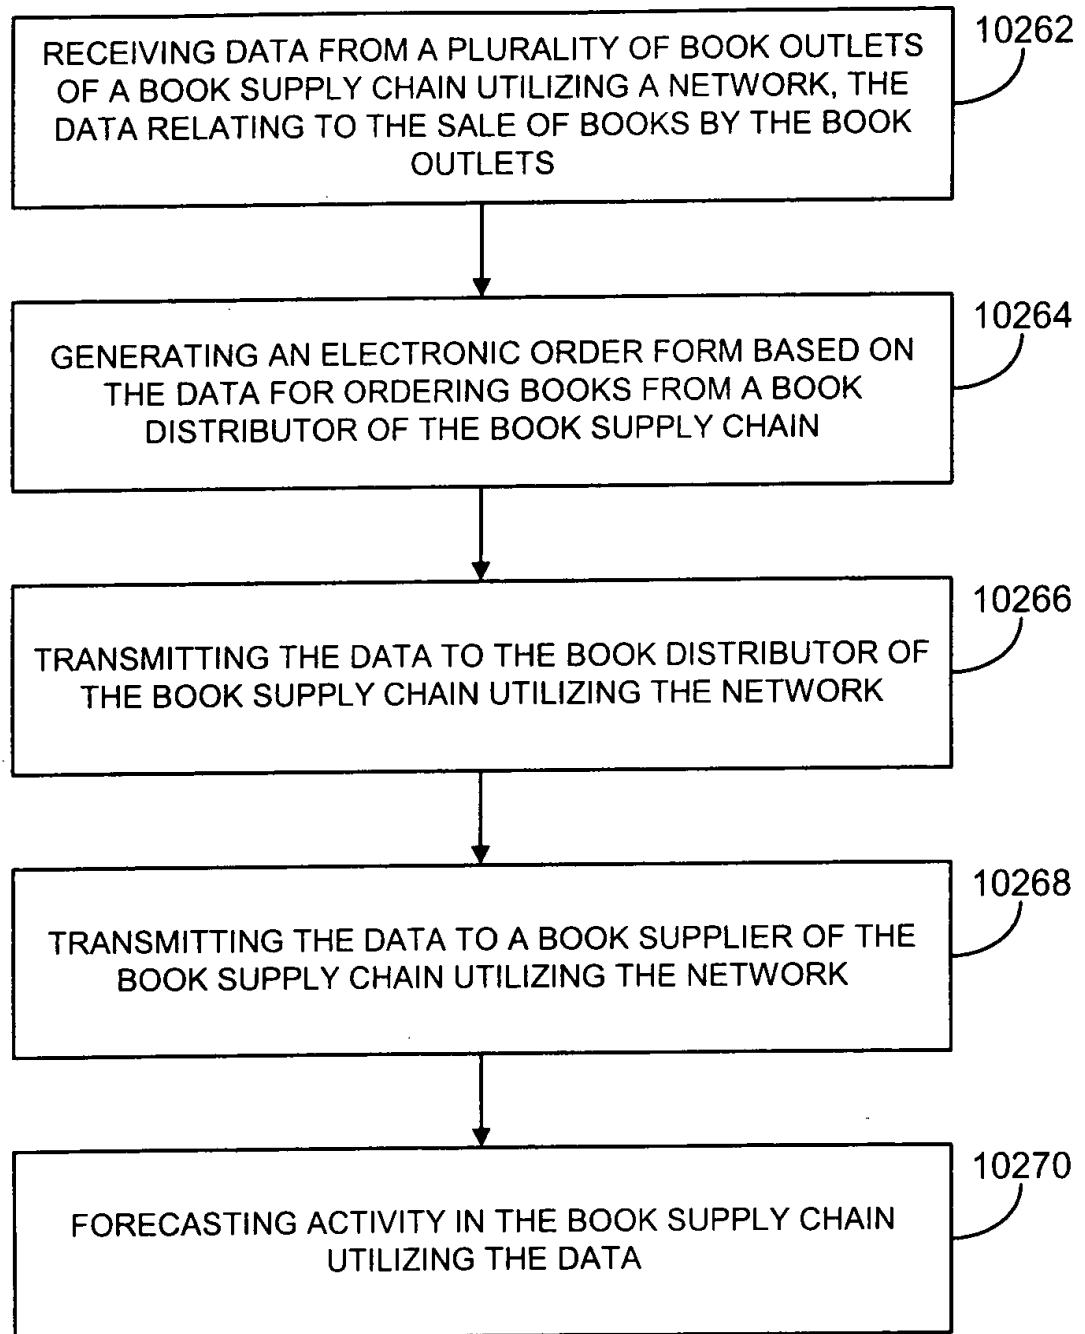 RECEIVING DATA FROM A PLURALITY OF BOOK OUTLETS
OF A BOOK SUPPLY CHAIN UTILIZING A NETWORK, THE
DATA RELATING TO THE SALE OF BOOKS BY THE BOOK
OUTLETS
10262
GENERATING AN ELECTRONIC ORDER FORM BASED ON
THE DATA FOR ORDERING BOOKS FROM A BOOK
DISTRIBUTOR OF THE BOOK SUPPLY CHAIN
10264
TRANSMITTING THE DATA TO THE BOOK DISTRIBUTOR OF
THE BOOK SUPPLY CHAIN UTILIZING THE NETWORK
10266
TRANSMITTING THE DATA TO A BOOK SUPPLIER OF THE
BOOK SUPPLY CHAIN UTILIZING THE NETWORK
10268
FORECASTING ACTIVITY IN THE BOOK SUPPLY CHAIN
UTILIZING THE DATA
10270